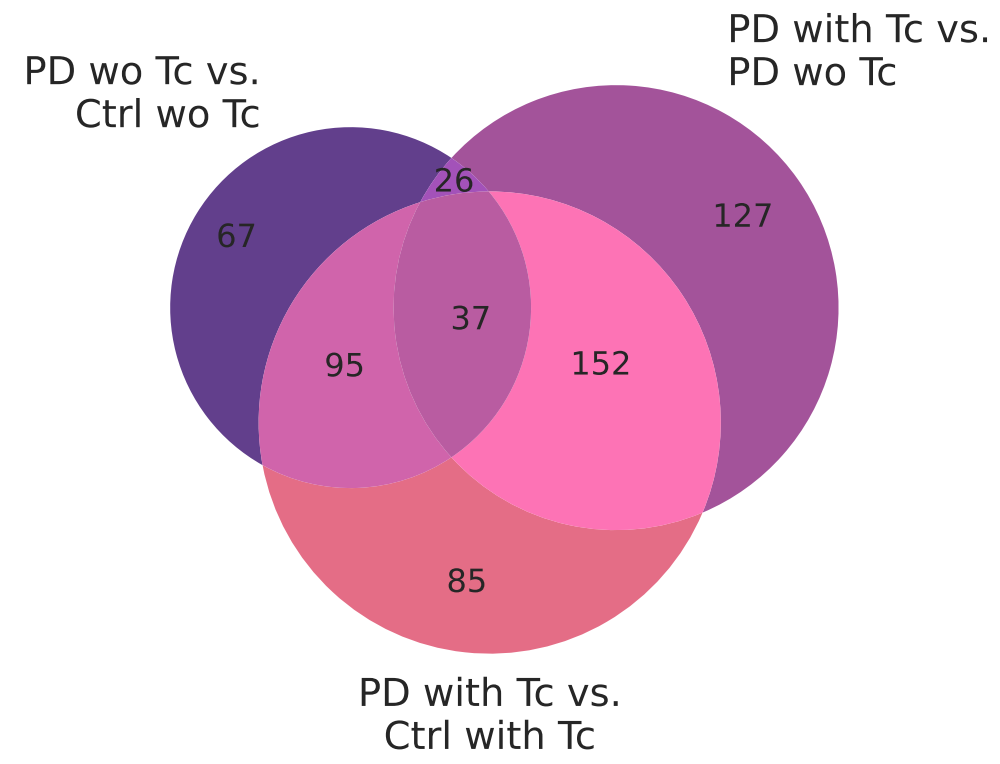 PD with Tc vs.
PD wo Tc
PD wo Tc vs.
Ctrl wo Tc
26
67
127
37
95
152
85
PD with Tc vs.
Ctrl with Tc